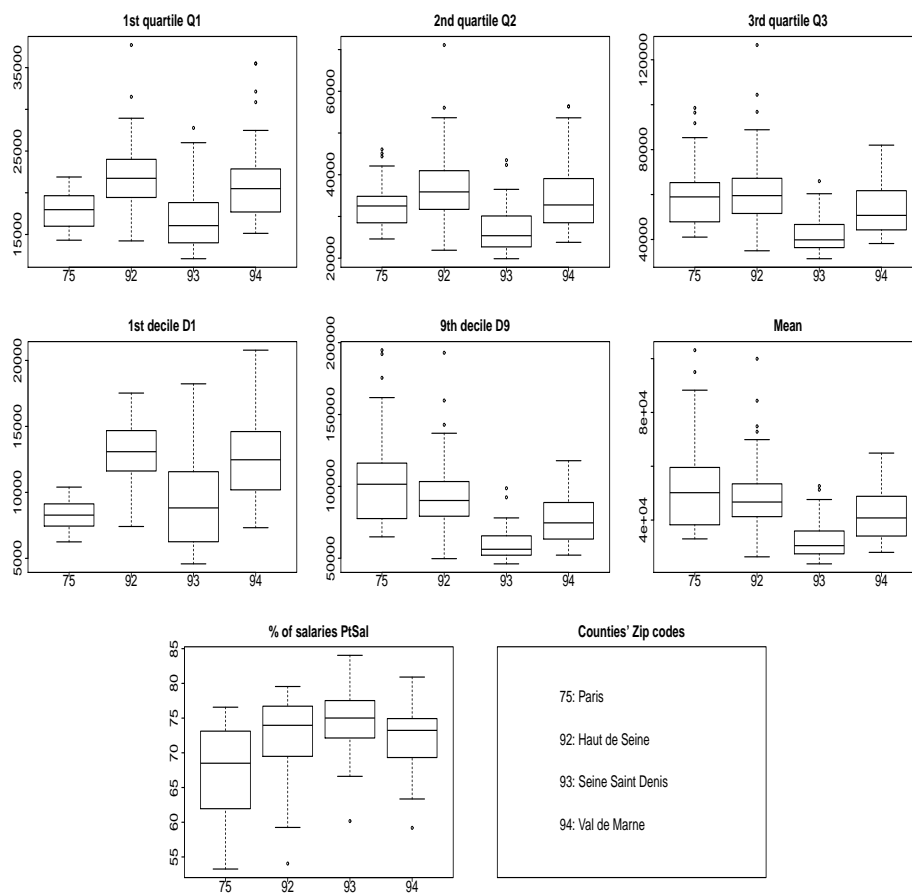 1st quartile Q1
15000 25000 35000
75 92 93 94
2nd quartile Q2
20000 40000 60000
75 92 93 94
3rd quartile Q3
40000 80000 120000
75 92 93 94
1st decile D1
5000 10000 15000 20000
75 92 93 94
9th decile D9
50000 100000 150000 200000
75 92 93 94
Mean
4e+04 8e+04
75 92 93 94
% of salaries PtSal
55 60 65 70 75 80 85
75 92 93 94
Counties' Zip codes
75: Paris
92: Haut de Seine
93: Seine Saint Denis
94: Val de Marne